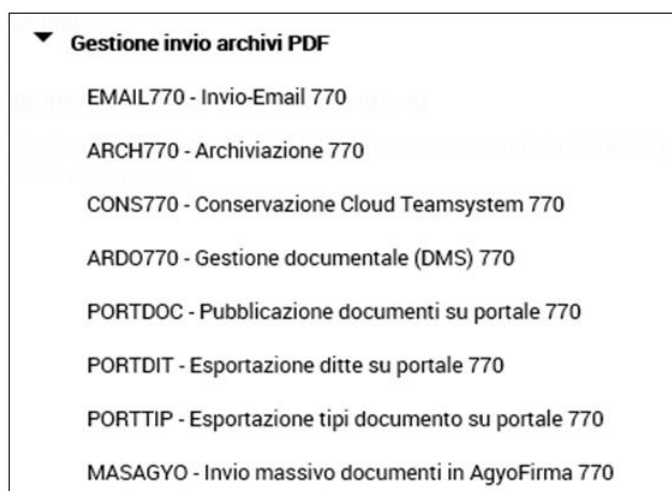 Gestione invio archivi PDF
EMAIL770 - Invio-Email 770
ARCH770 - Archiviazione 770
CONS770 - Conservazione Cloud Teamsystem 770
ARDO770 - Gestione documentale (DMS) 770
PORTDOC - Pubblicazione documenti su portale 770
PORTDIT - Esportazione ditte su portale 770
PORTTIP - Esportazione tipi documento su portale 770
MASAGYO - Invio massivo documenti in AgyoFirma 770